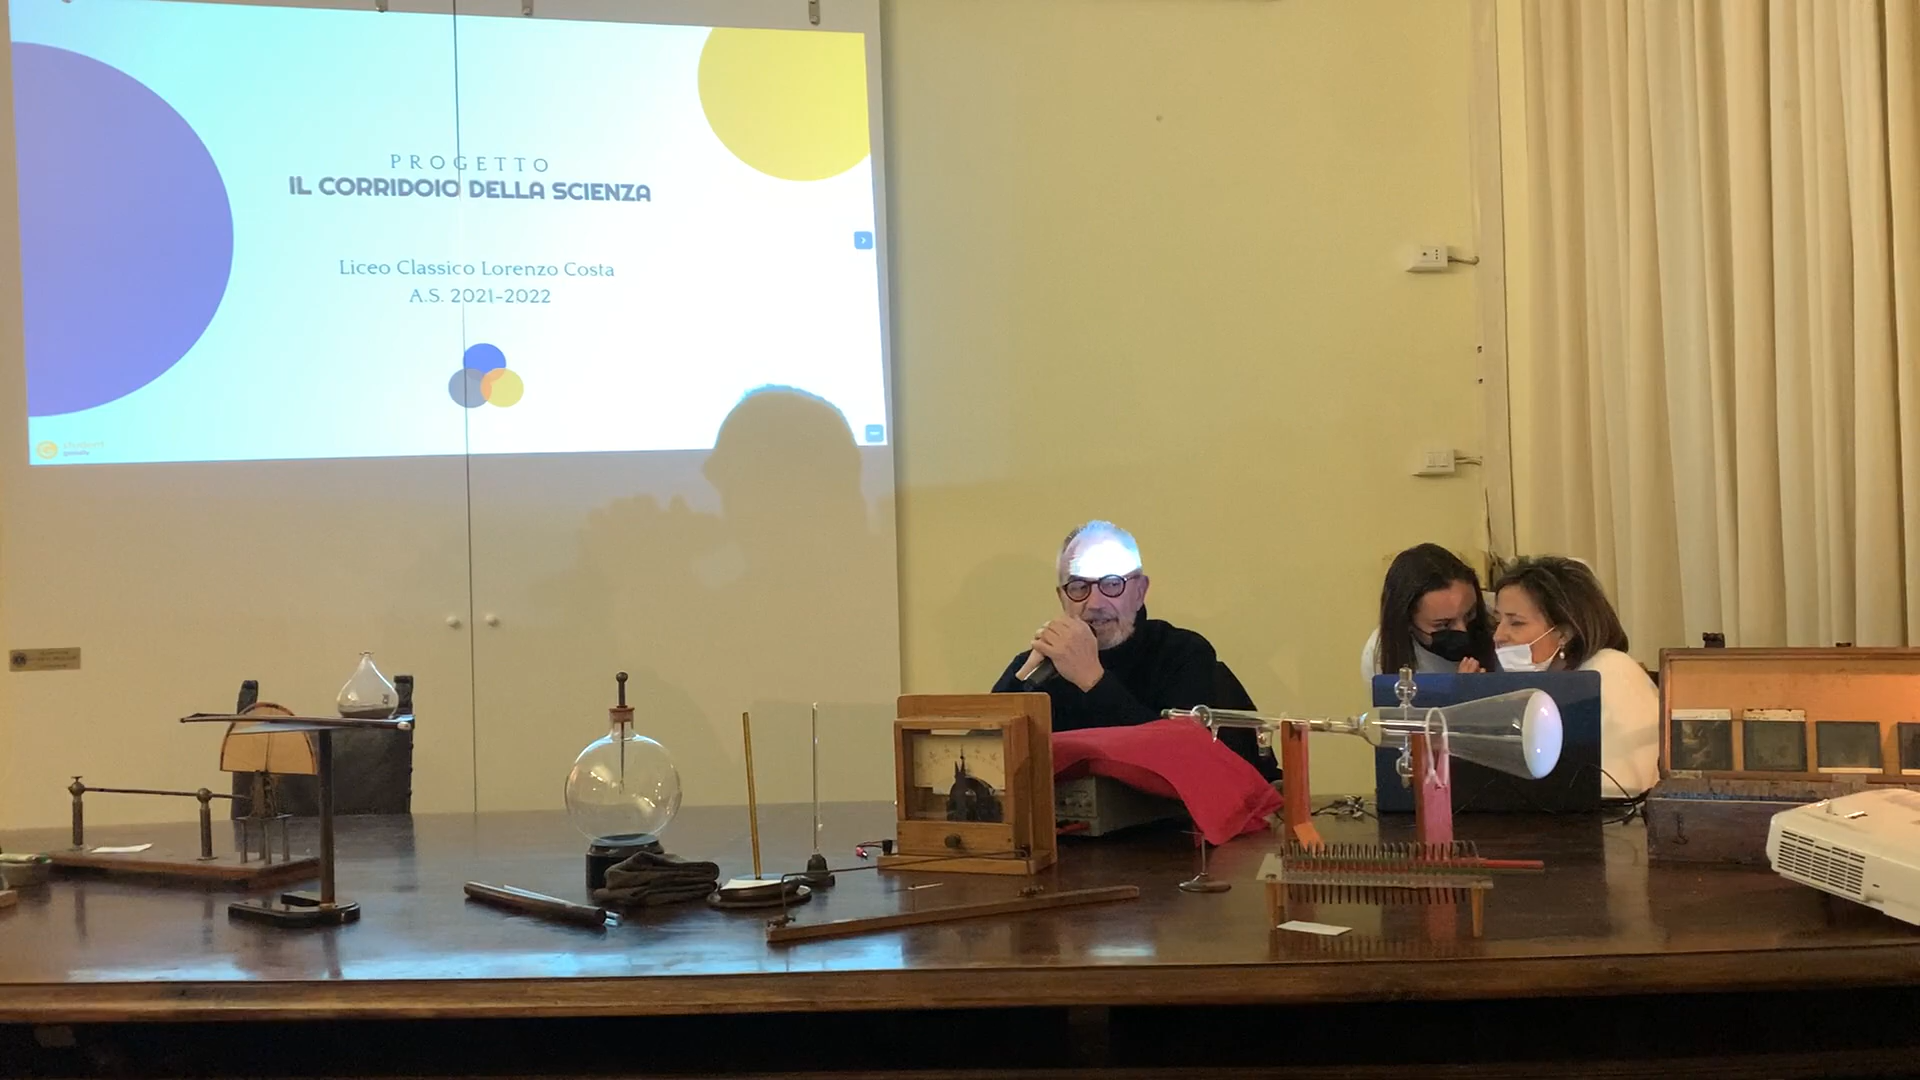 PROGETTO
IL CORRIDOIO DELLA SCIENZA
Liceo Classico Lorenzo Costa
A.S. 2021-2022